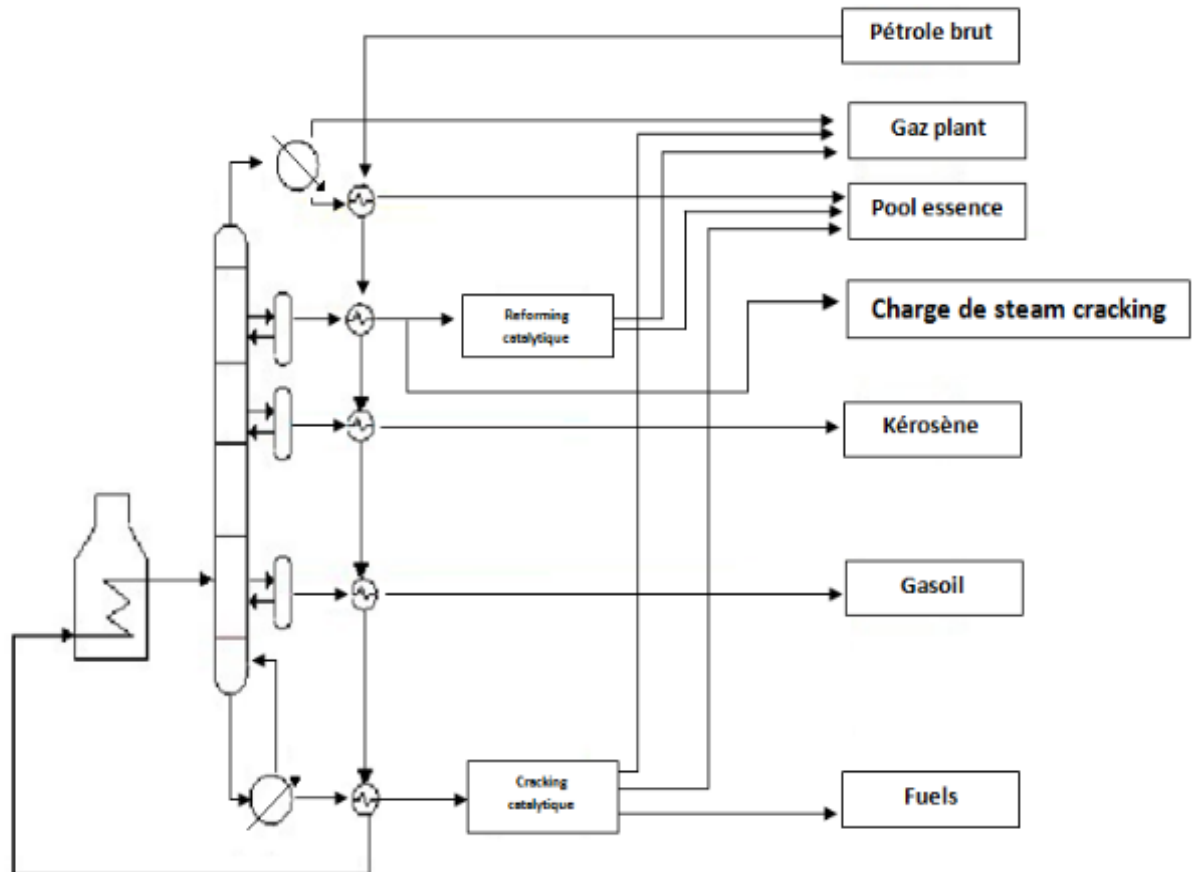 Pétrole brut
Gaz plant
Pool essence
Charge de steam cracking
Reforming
catalytique
Kérosène
Gasoil
Cracking
catalytique
Fuels